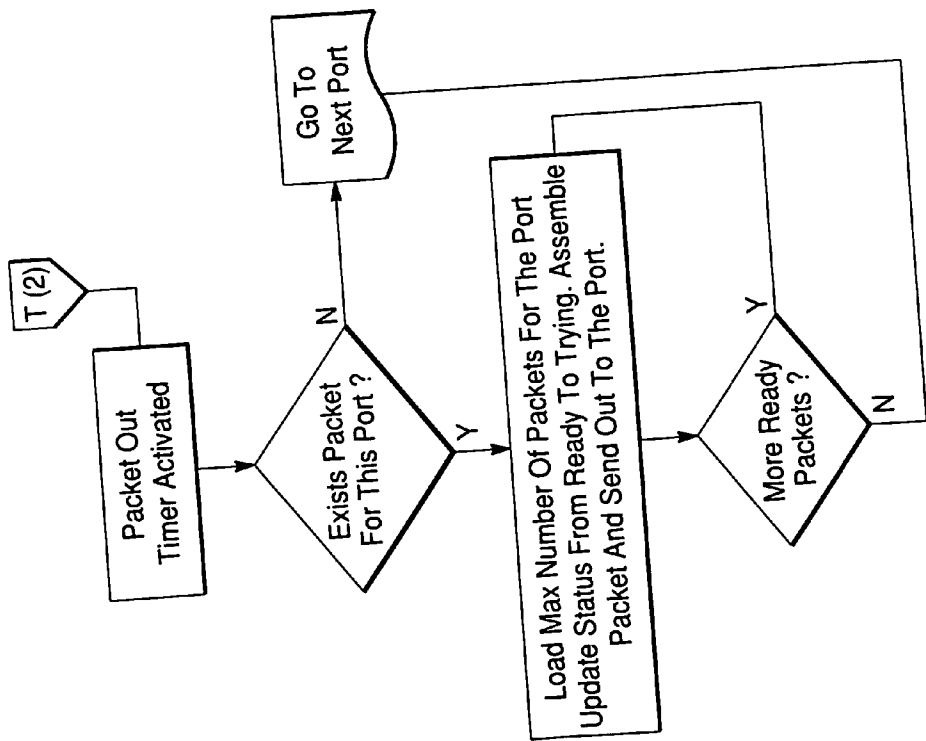 T (2)
Packet Out
Timer Activated
Exists Packet
For This Port ?
N
Go To
Next Port
Y
Load Max Number Of Packets For The Port
Update Status From Ready To Trying. Assemble
Packet And Send Out To The Port.
More Ready
Packets ?
Y
N